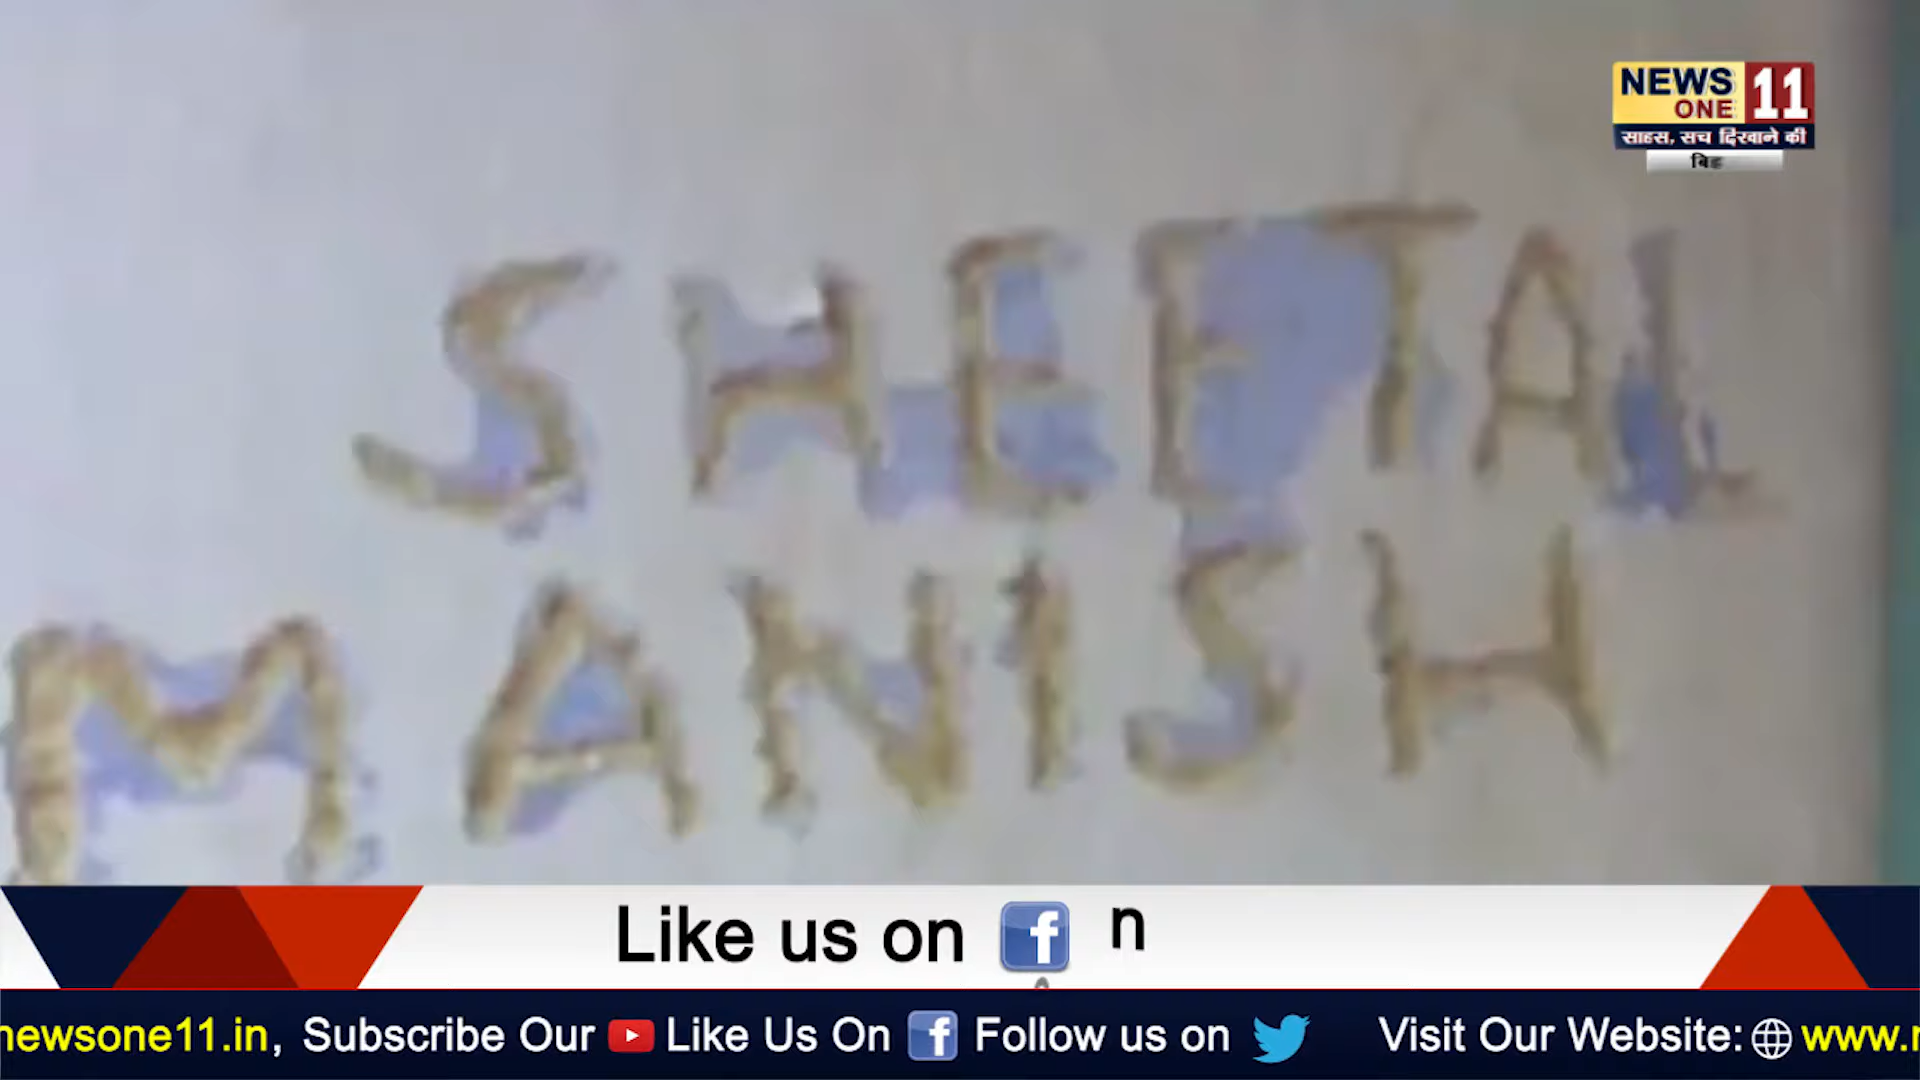 NEWS
ONE 11
साहस, सच दिखाने की
बिह
SHEETAL
MANISH
Like us on f n
newsone11.in, Subscribe Our Like Us On f Follow us on Visit Our Website: www.